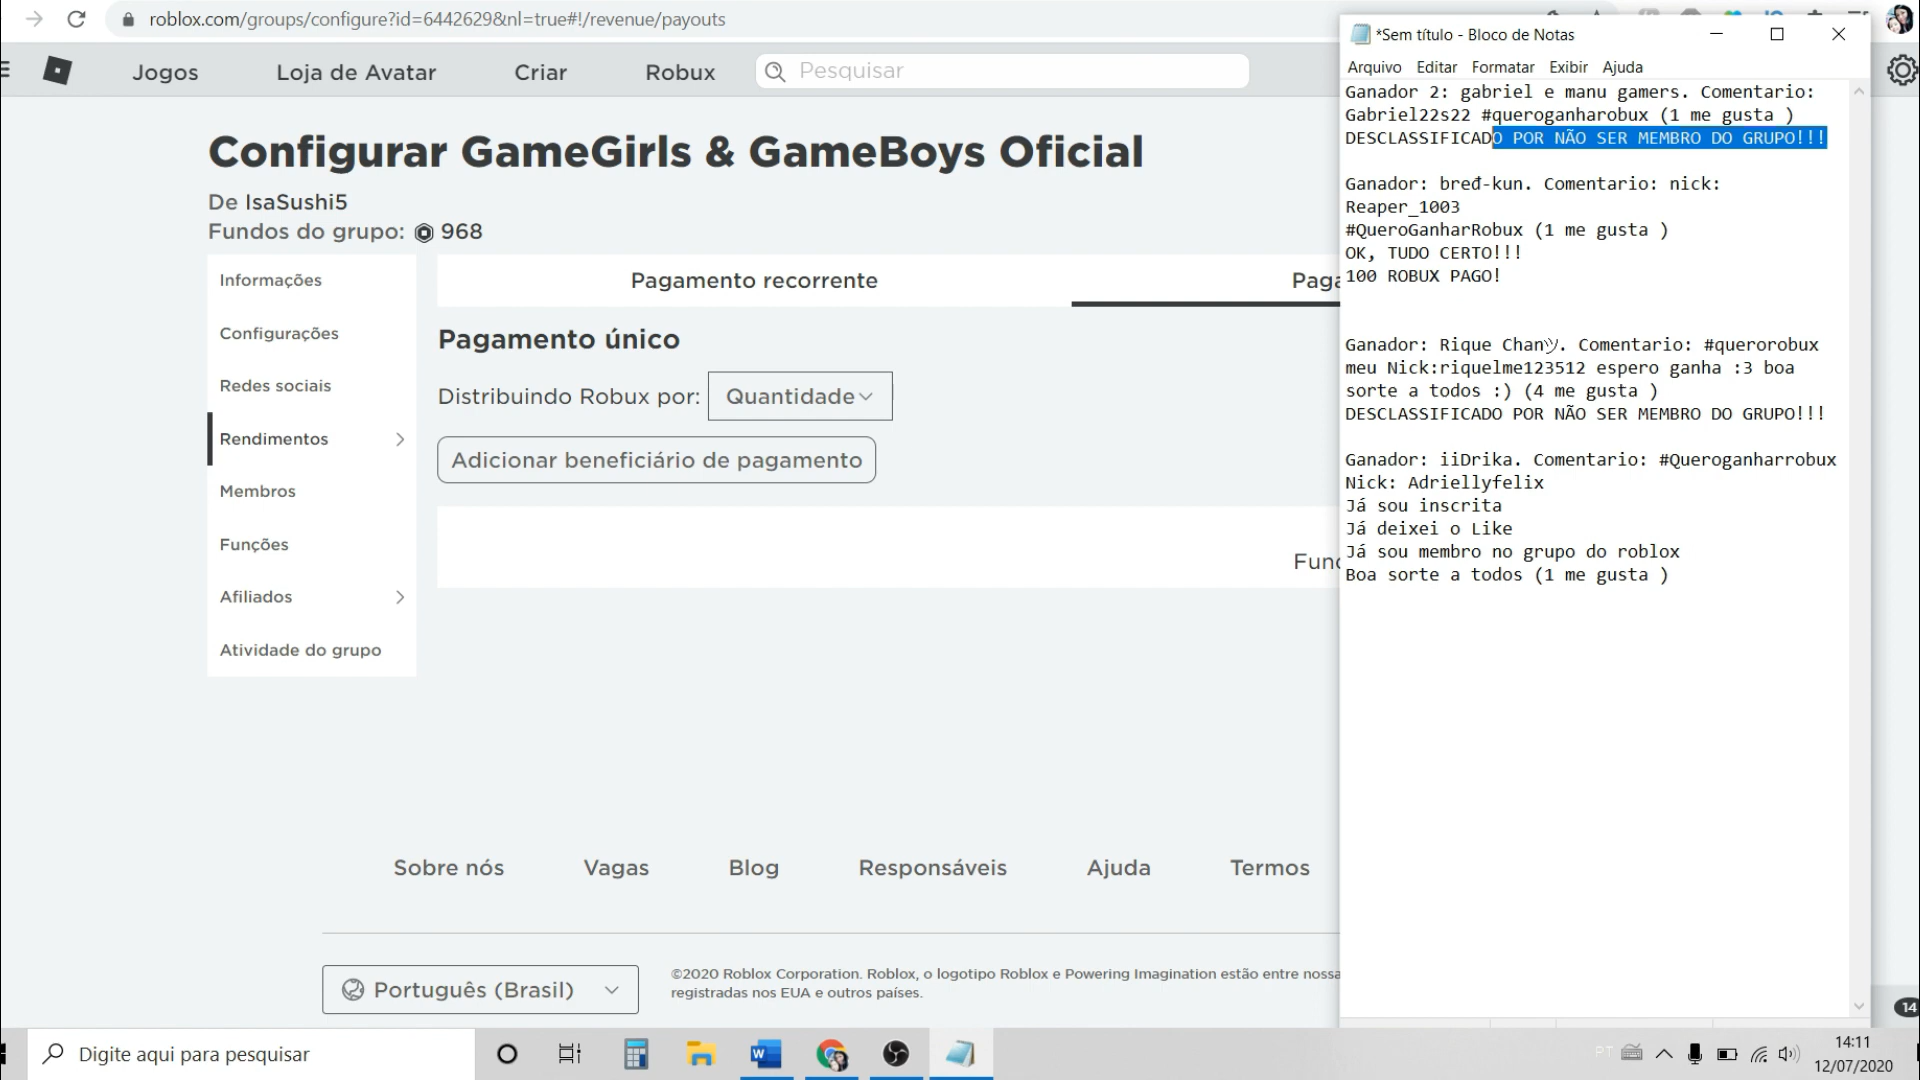 roblox.com/groups/configure?id=6442629&nl=true#!/revenue/payouts
Jogos
Loja de Avatar
Criar
Robux
Pesquisar
Configurar GameGirls & GameBoys Oficial
De IsaSushi5
Fundos do grupo: 968
Informações
Configurações
Redes sociais
Rendimentos
Membros
Funções
Afiliados
Atividade do grupo
Pagamento recorrente
Paga
Pagamento único
Distribuindo Robux por: Quantidade
Adicionar beneficiário de pagamento
Func
Sobre nós
Vagas
Blog
Responsáveis
Ajuda
Termos
Português (Brasil)
©2020 Roblox Corporation. Roblox, o logotipo Roblox e Powering Imagination estão entre nossa
registradas nos EUA e outros países.
*Sem título - Bloco de Notas
Arquivo Editar Formatar Exibir Ajuda
Ganador 2: gabriel e manu gamers. Comentario:
Gabriel22s22 #queroganharobux (1 me gusta )
DESCLASSIFICADO POR NÃO SER MEMBRO DO GRUPO!!!
Ganador: bređ-kun. Comentario: nick:
Reaper_1003
#QueroGanharRobux (1 me gusta )
OK, TUDO CERTO!!!
100 ROBUX PAGO!
Ganador: Rique Chanツ. Comentario: #querorobux
meu Nick:riquelme123512 espero ganha :3 boa
sorte a todos :) (4 me gusta )
DESCLASSIFICADO POR NÃO SER MEMBRO DO GRUPO!!!
Ganador: iiDrika. Comentario: #Queroganharrobux
Nick: Adriellyfelix
Já sou inscrita
Já deixei o Like
Já sou membro no grupo do roblox
Boa sorte a todos (1 me gusta )
14
Digite aqui para pesquisar
PT
14:11
12/07/2020